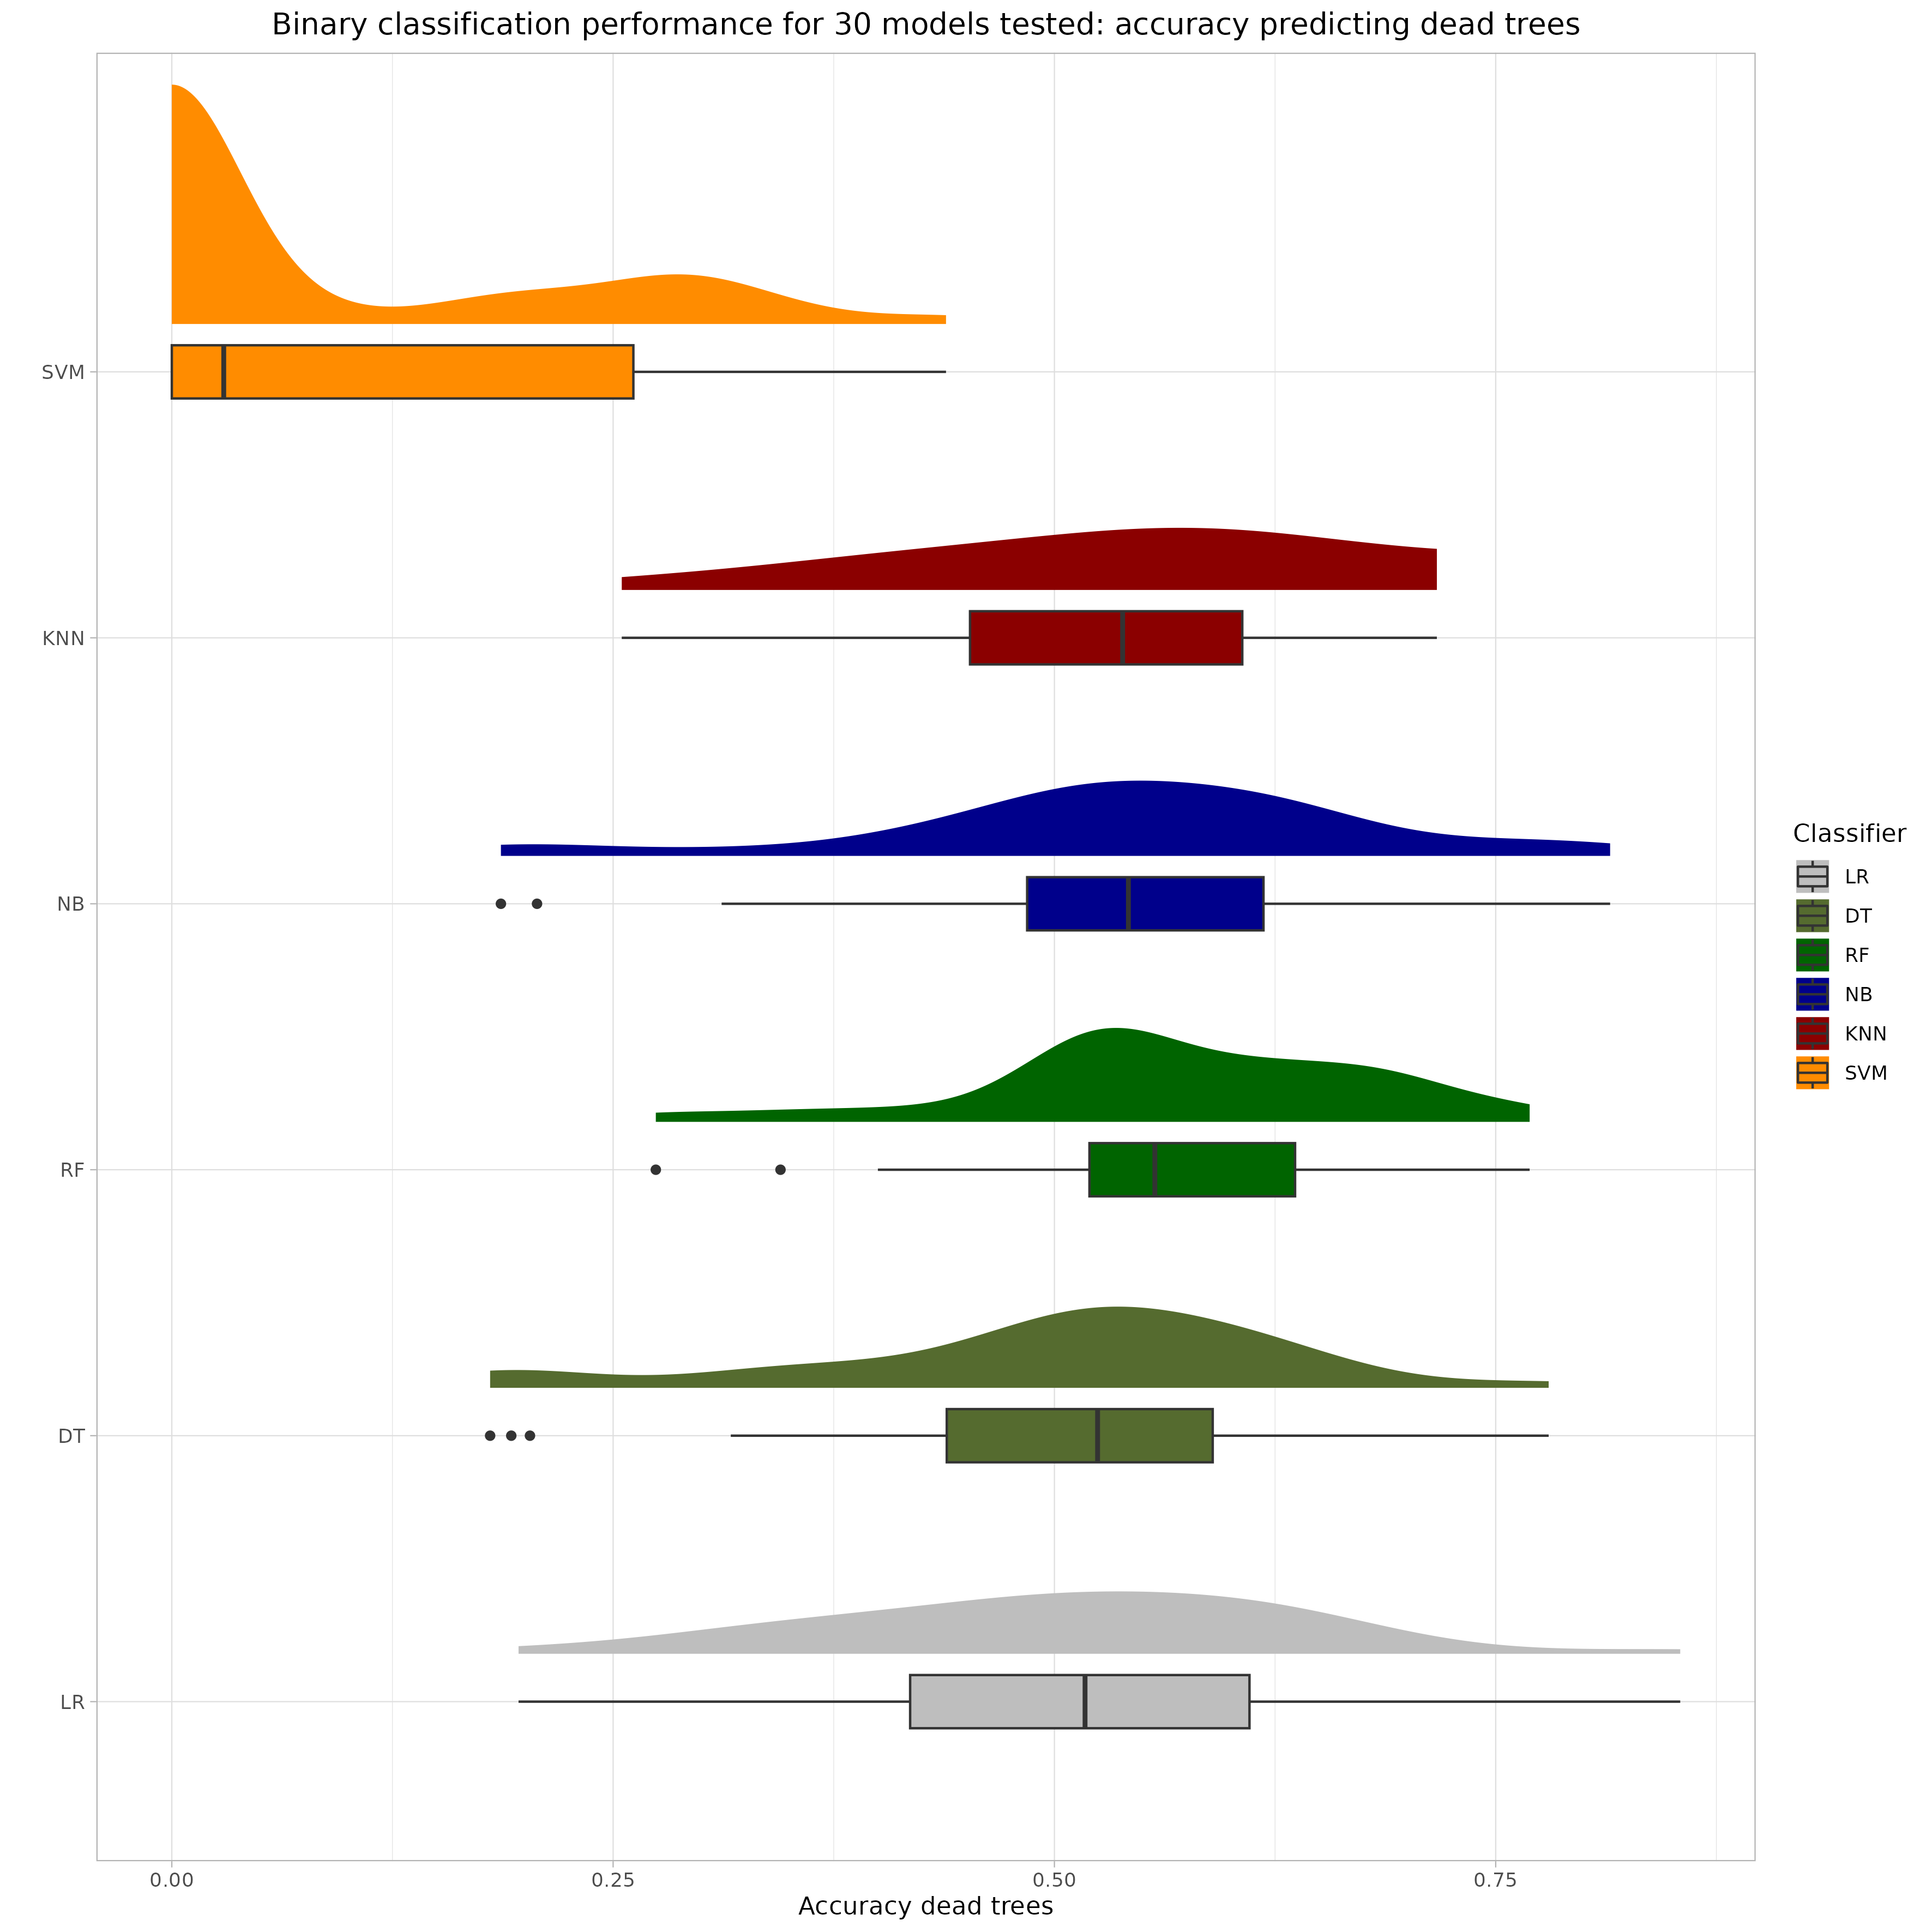 Binary classification performance for 30 models tested: accuracy predicting dead trees
SVM
KNN
NB
RF
DT
LR
0.00
0.25
0.50
0.75
Accuracy dead trees
Classifier
LR
DT
RF
NB
KNN
SVM